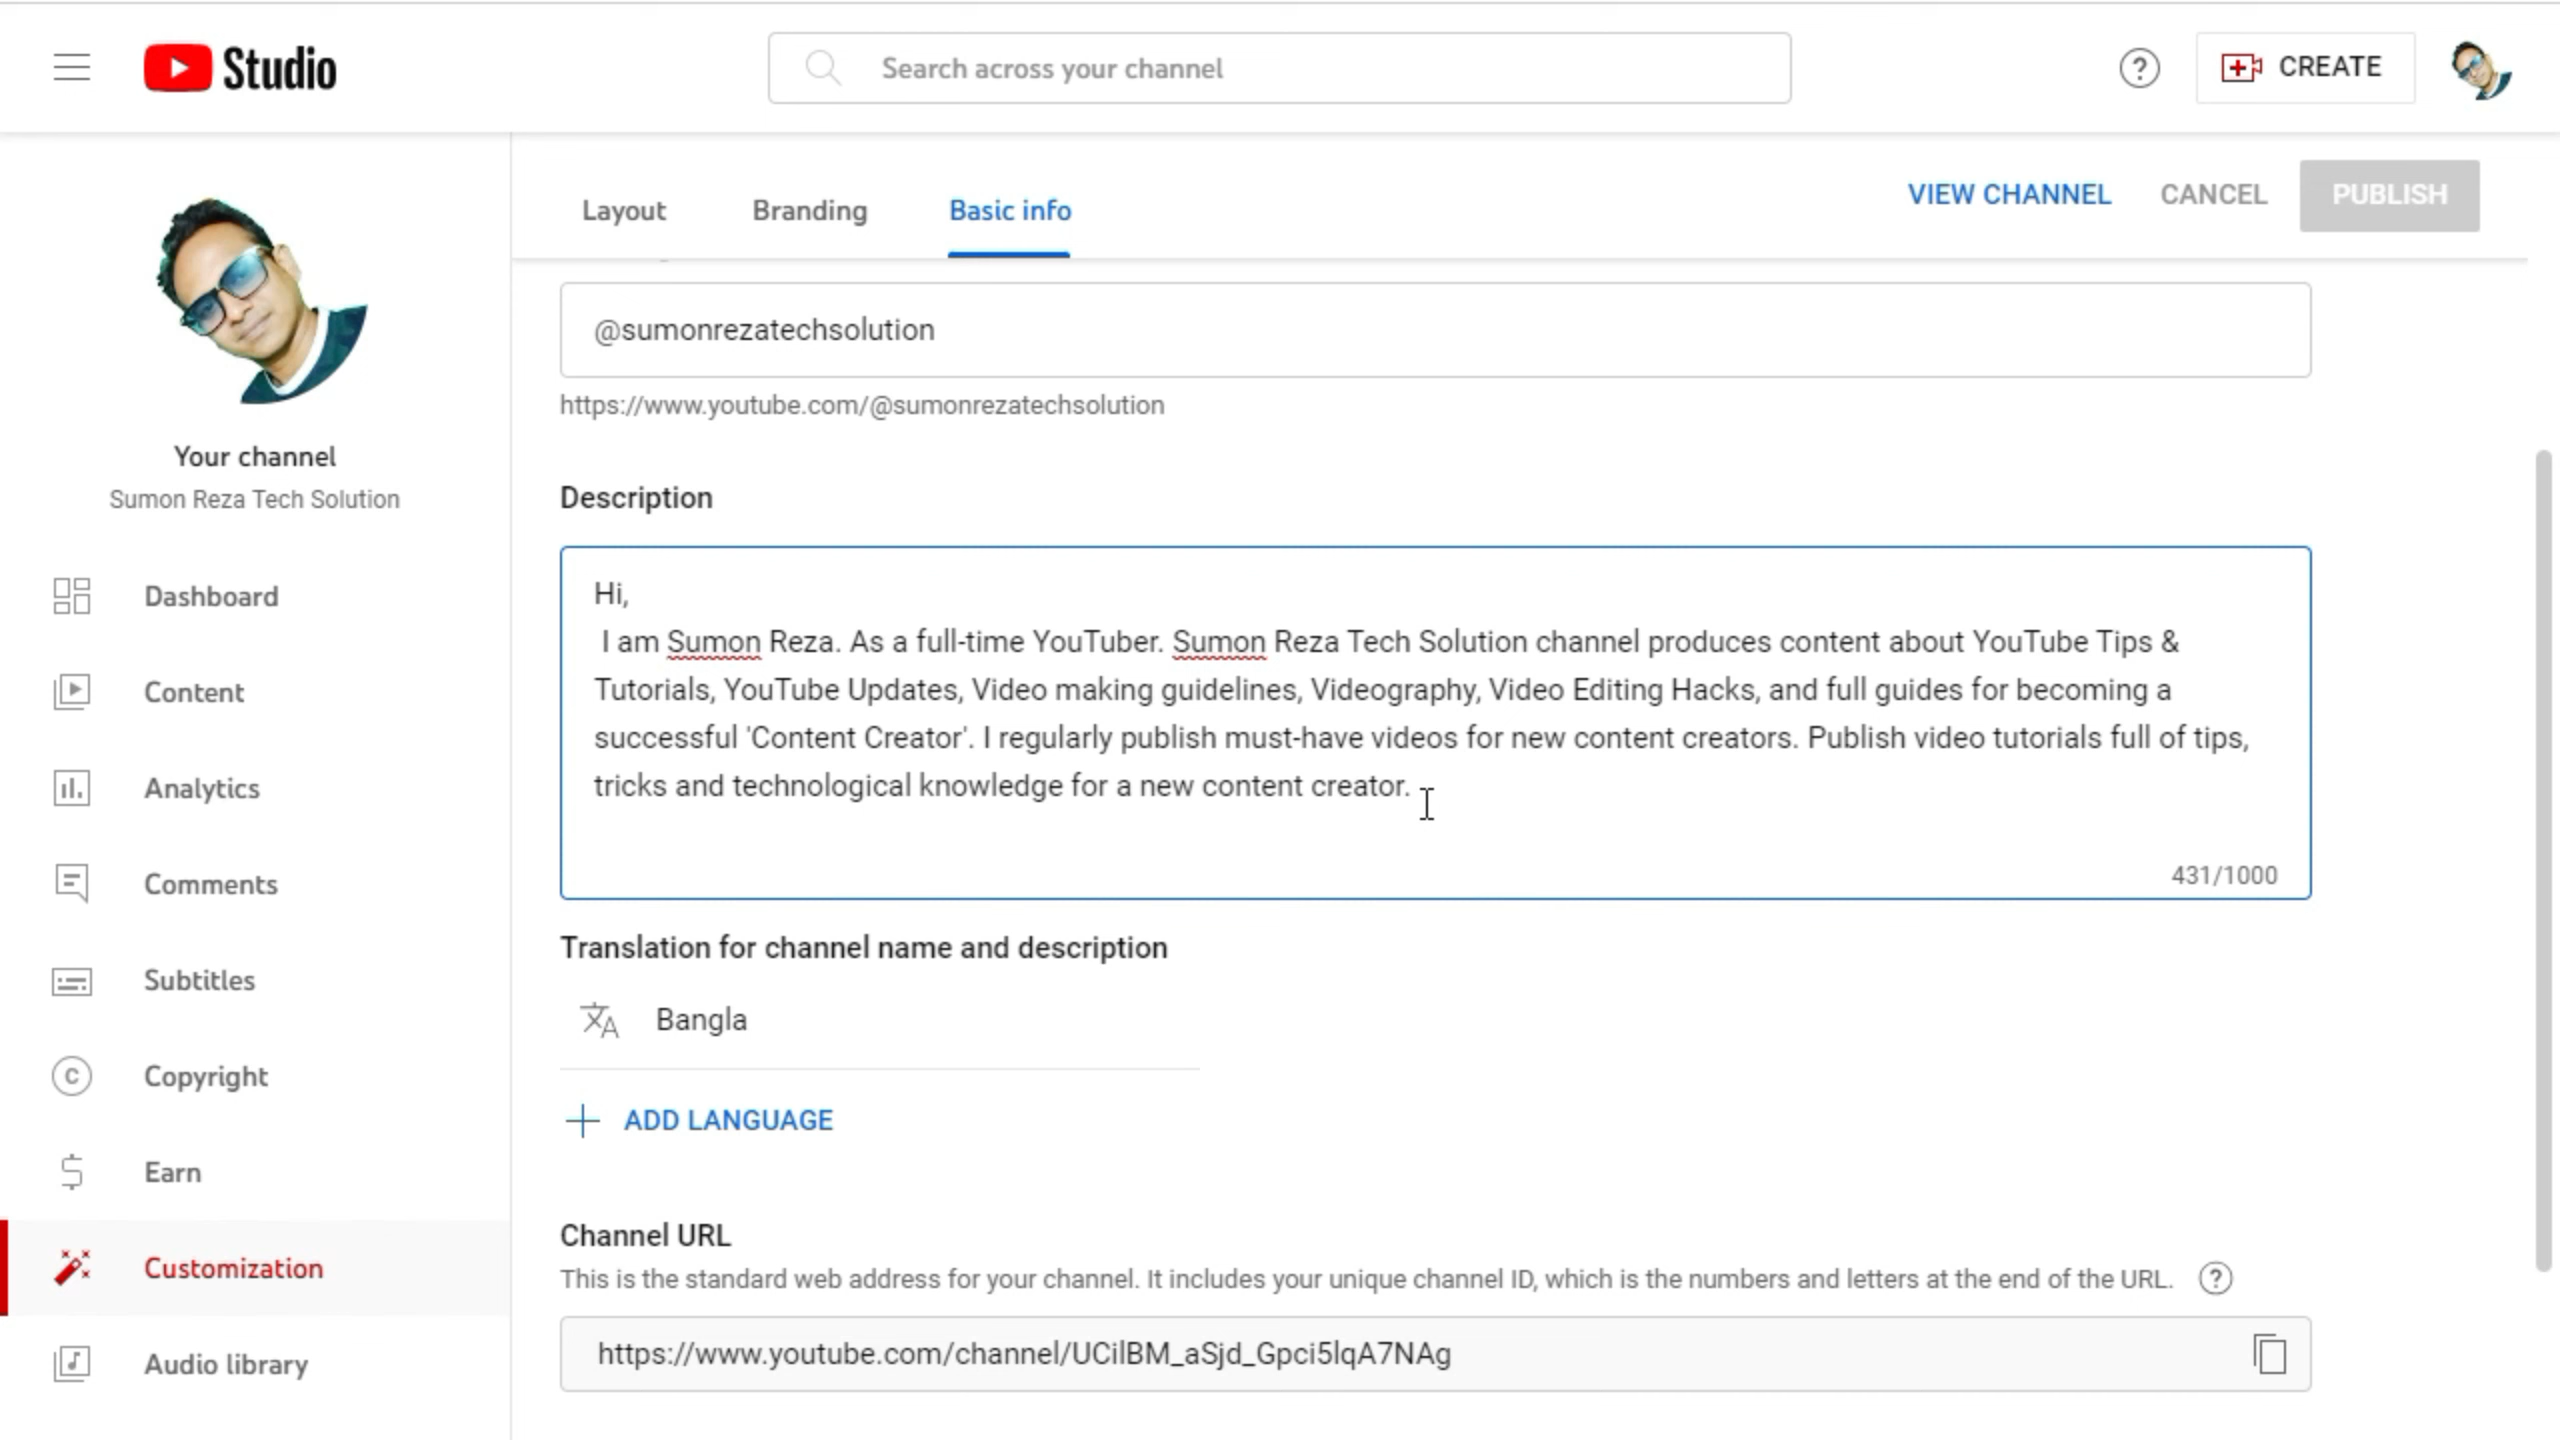 Studio
Search across your channel
CREATE
Layout
Branding
Basic info
VIEW CHANNEL
CANCEL
PUBLISH
@sumonrezatechsolution
https://www.youtube.com/@sumonrezatechsolution
Your channel
Sumon Reza Tech Solution
Dashboard
Content
Analytics
Comments
Subtitles
Copyright
Earn
Customization
Audio library
Description
Hi,
I am Sumon Reza. As a full-time YouTuber. Sumon Reza Tech Solution channel produces content about YouTube Tips &
Tutorials, YouTube Updates, Video making guidelines, Videography, Video Editing Hacks, and full guides for becoming a
successful 'Content Creator'. I regularly publish must-have videos for new content creators. Publish video tutorials full of tips,
tricks and technological knowledge for a new content creator.
431/1000
Translation for channel name and description
Bangla
ADD LANGUAGE
Channel URL
This is the standard web address for your channel. It includes your unique channel ID, which is the numbers and letters at the end of the URL.
https://www.youtube.com/channel/UCilBM_aSjd_Gpci5lqA7NAg